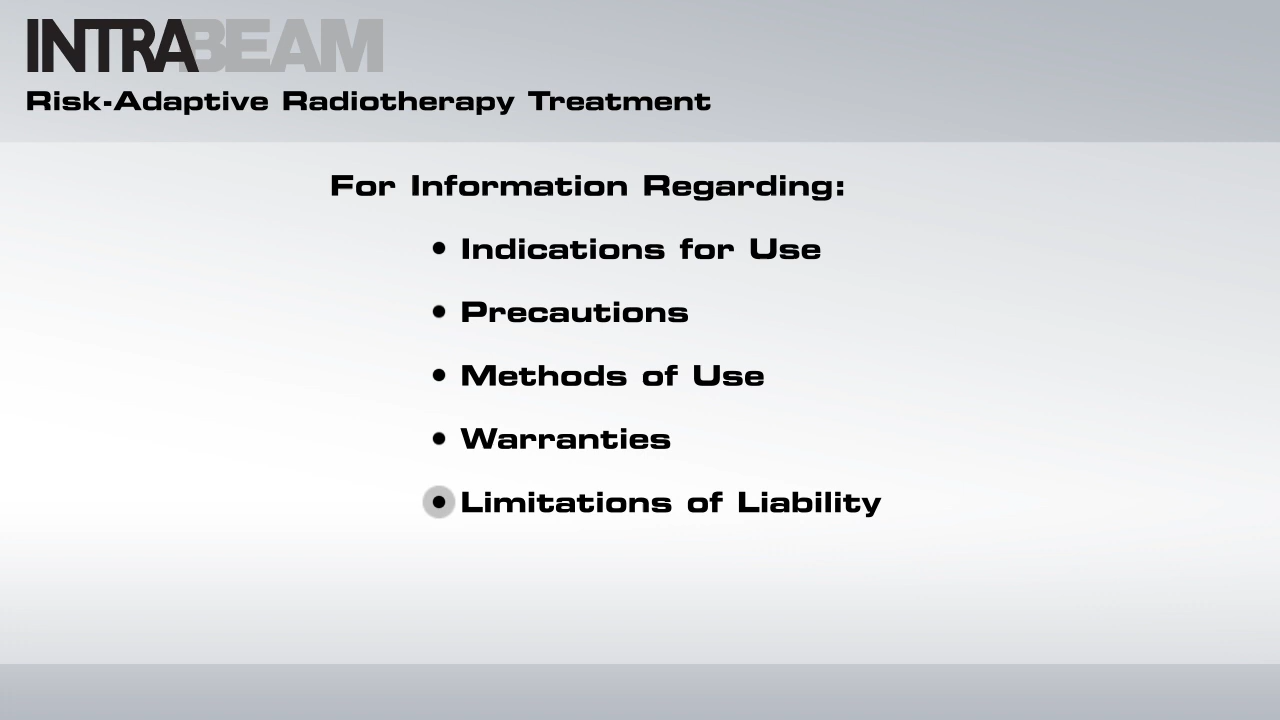 INTRABEAM
Risk-Adaptive Radiotherapy Treatment
For Information Regarding:
• Indications for Use
• Precautions
• Methods of Use
• Warranties
• Limitations of Liability